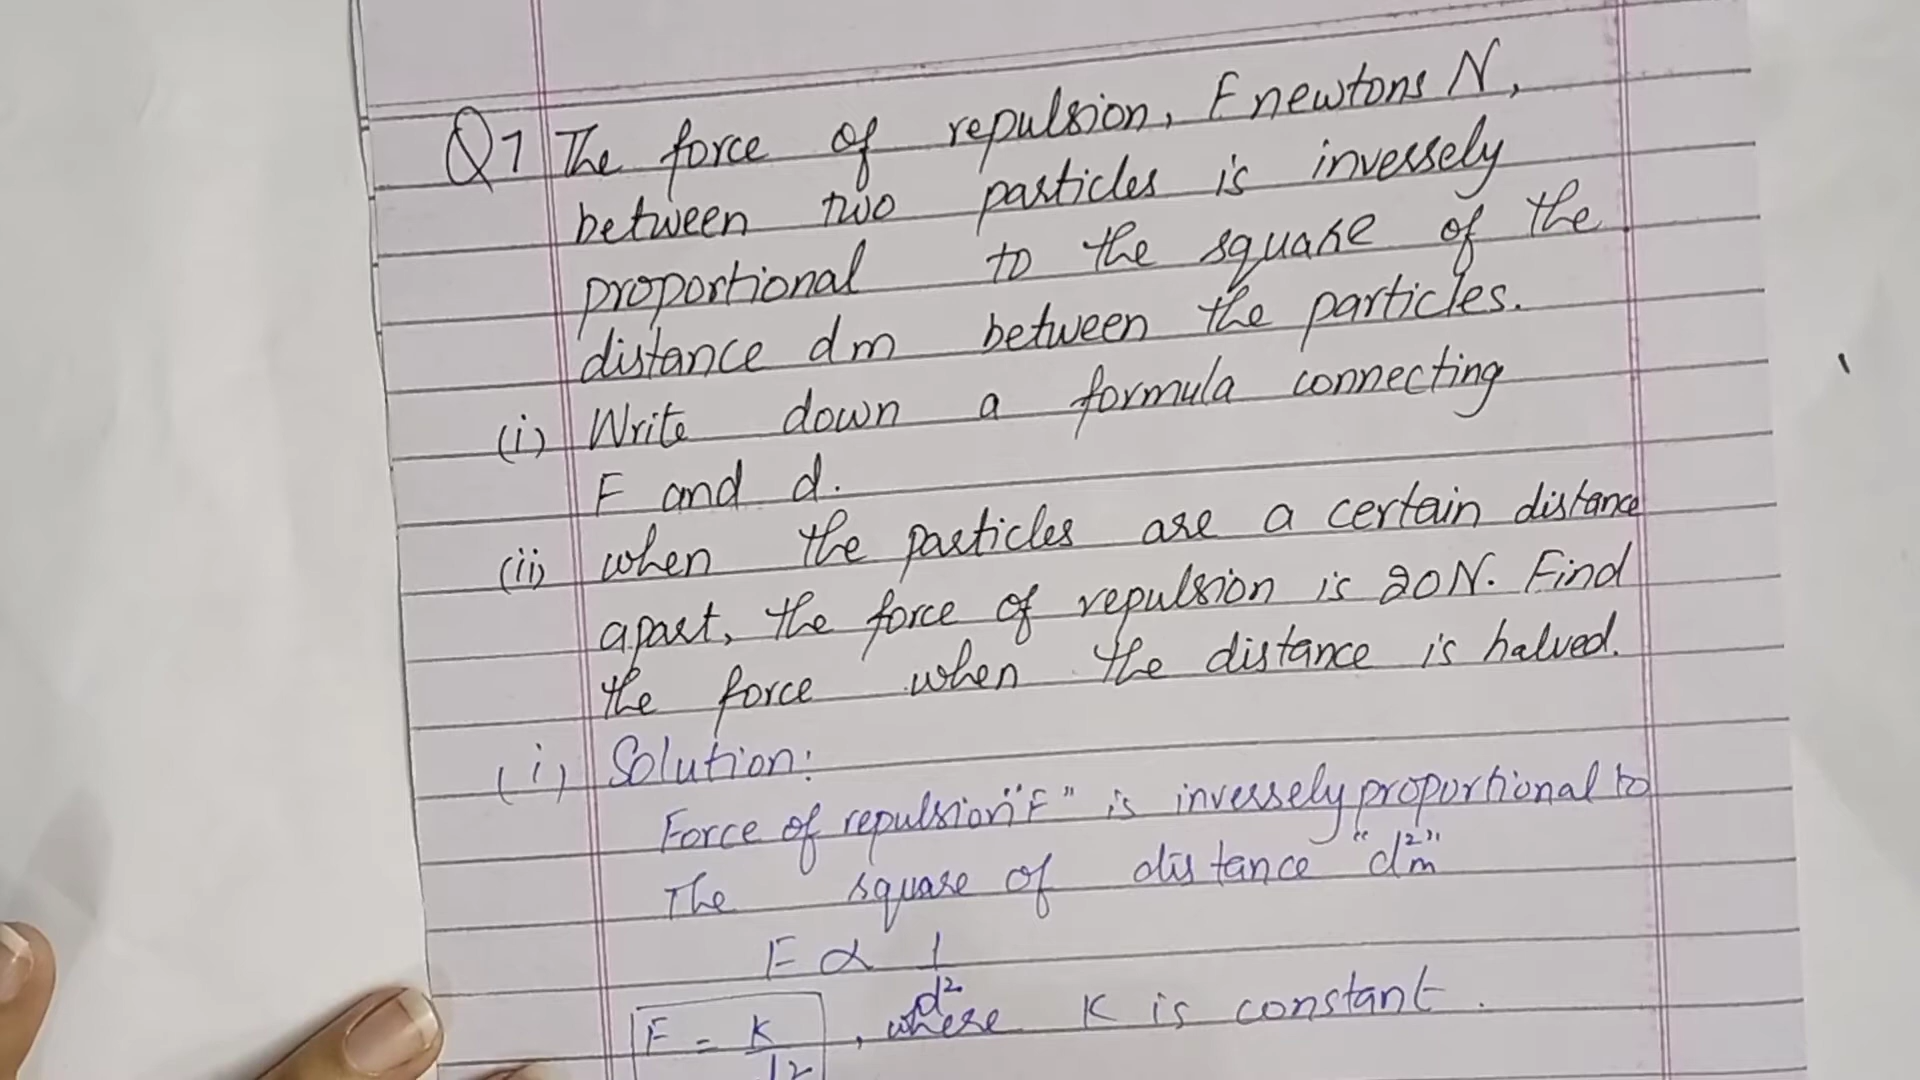 Q1 The force of repulsion, F newtons N,
between two particles is inversely
proportional to the square of the
distance dm between the particles.
(i) Write down a formula connecting
F and d.
(ii) when the particles are a certain distance
apart, the force of repulsion is 20N. Find
the force when the distance is halved.
(i) Solution:
Force of repulsion "F" is inversely proportional to
The square of distance "d²m"
F ∝ 1/d²
F = K/d², where K is constant.